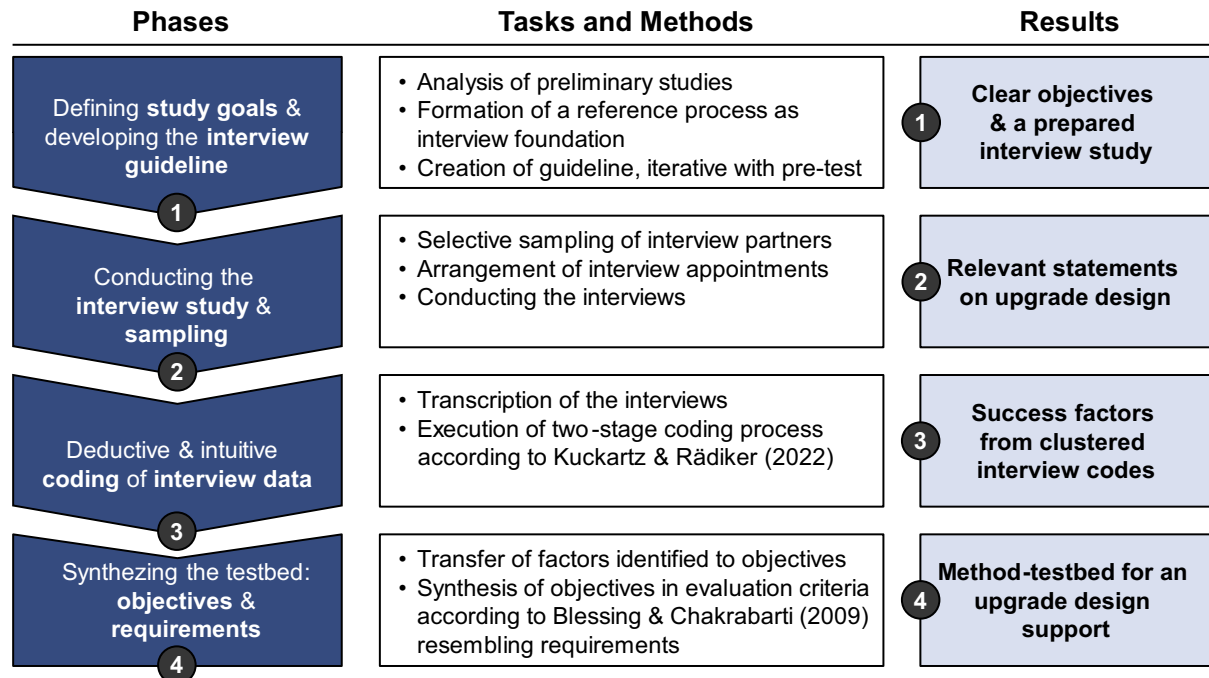 Phases
Tasks and Methods
Results
Defining study goals &
developing the interview
guideline
1
• Analysis of preliminary studies
• Formation of a reference process as
interview foundation
• Creation of guideline, iterative with pre-test
1
Clear objectives
& a prepared
interview study
Conducting the
interview study &
sampling
2
• Selective sampling of interview partners
• Arrangement of interview appointments
• Conducting the interviews
2
Relevant statements
on upgrade design
Deductive & intuitive
coding of interview data
3
• Transcription of the interviews
• Execution of two-stage coding process
according to Kuckartz & Rädiker (2022)
3
Success factors
from clustered
interview codes
Synthezing the testbed:
objectives &
requirements
4
• Transfer of factors identified to objectives
• Synthesis of objectives in evaluation criteria
according to Blessing & Chakrabarti (2009)
resembling requirements
4
Method-testbed for an
upgrade design
support